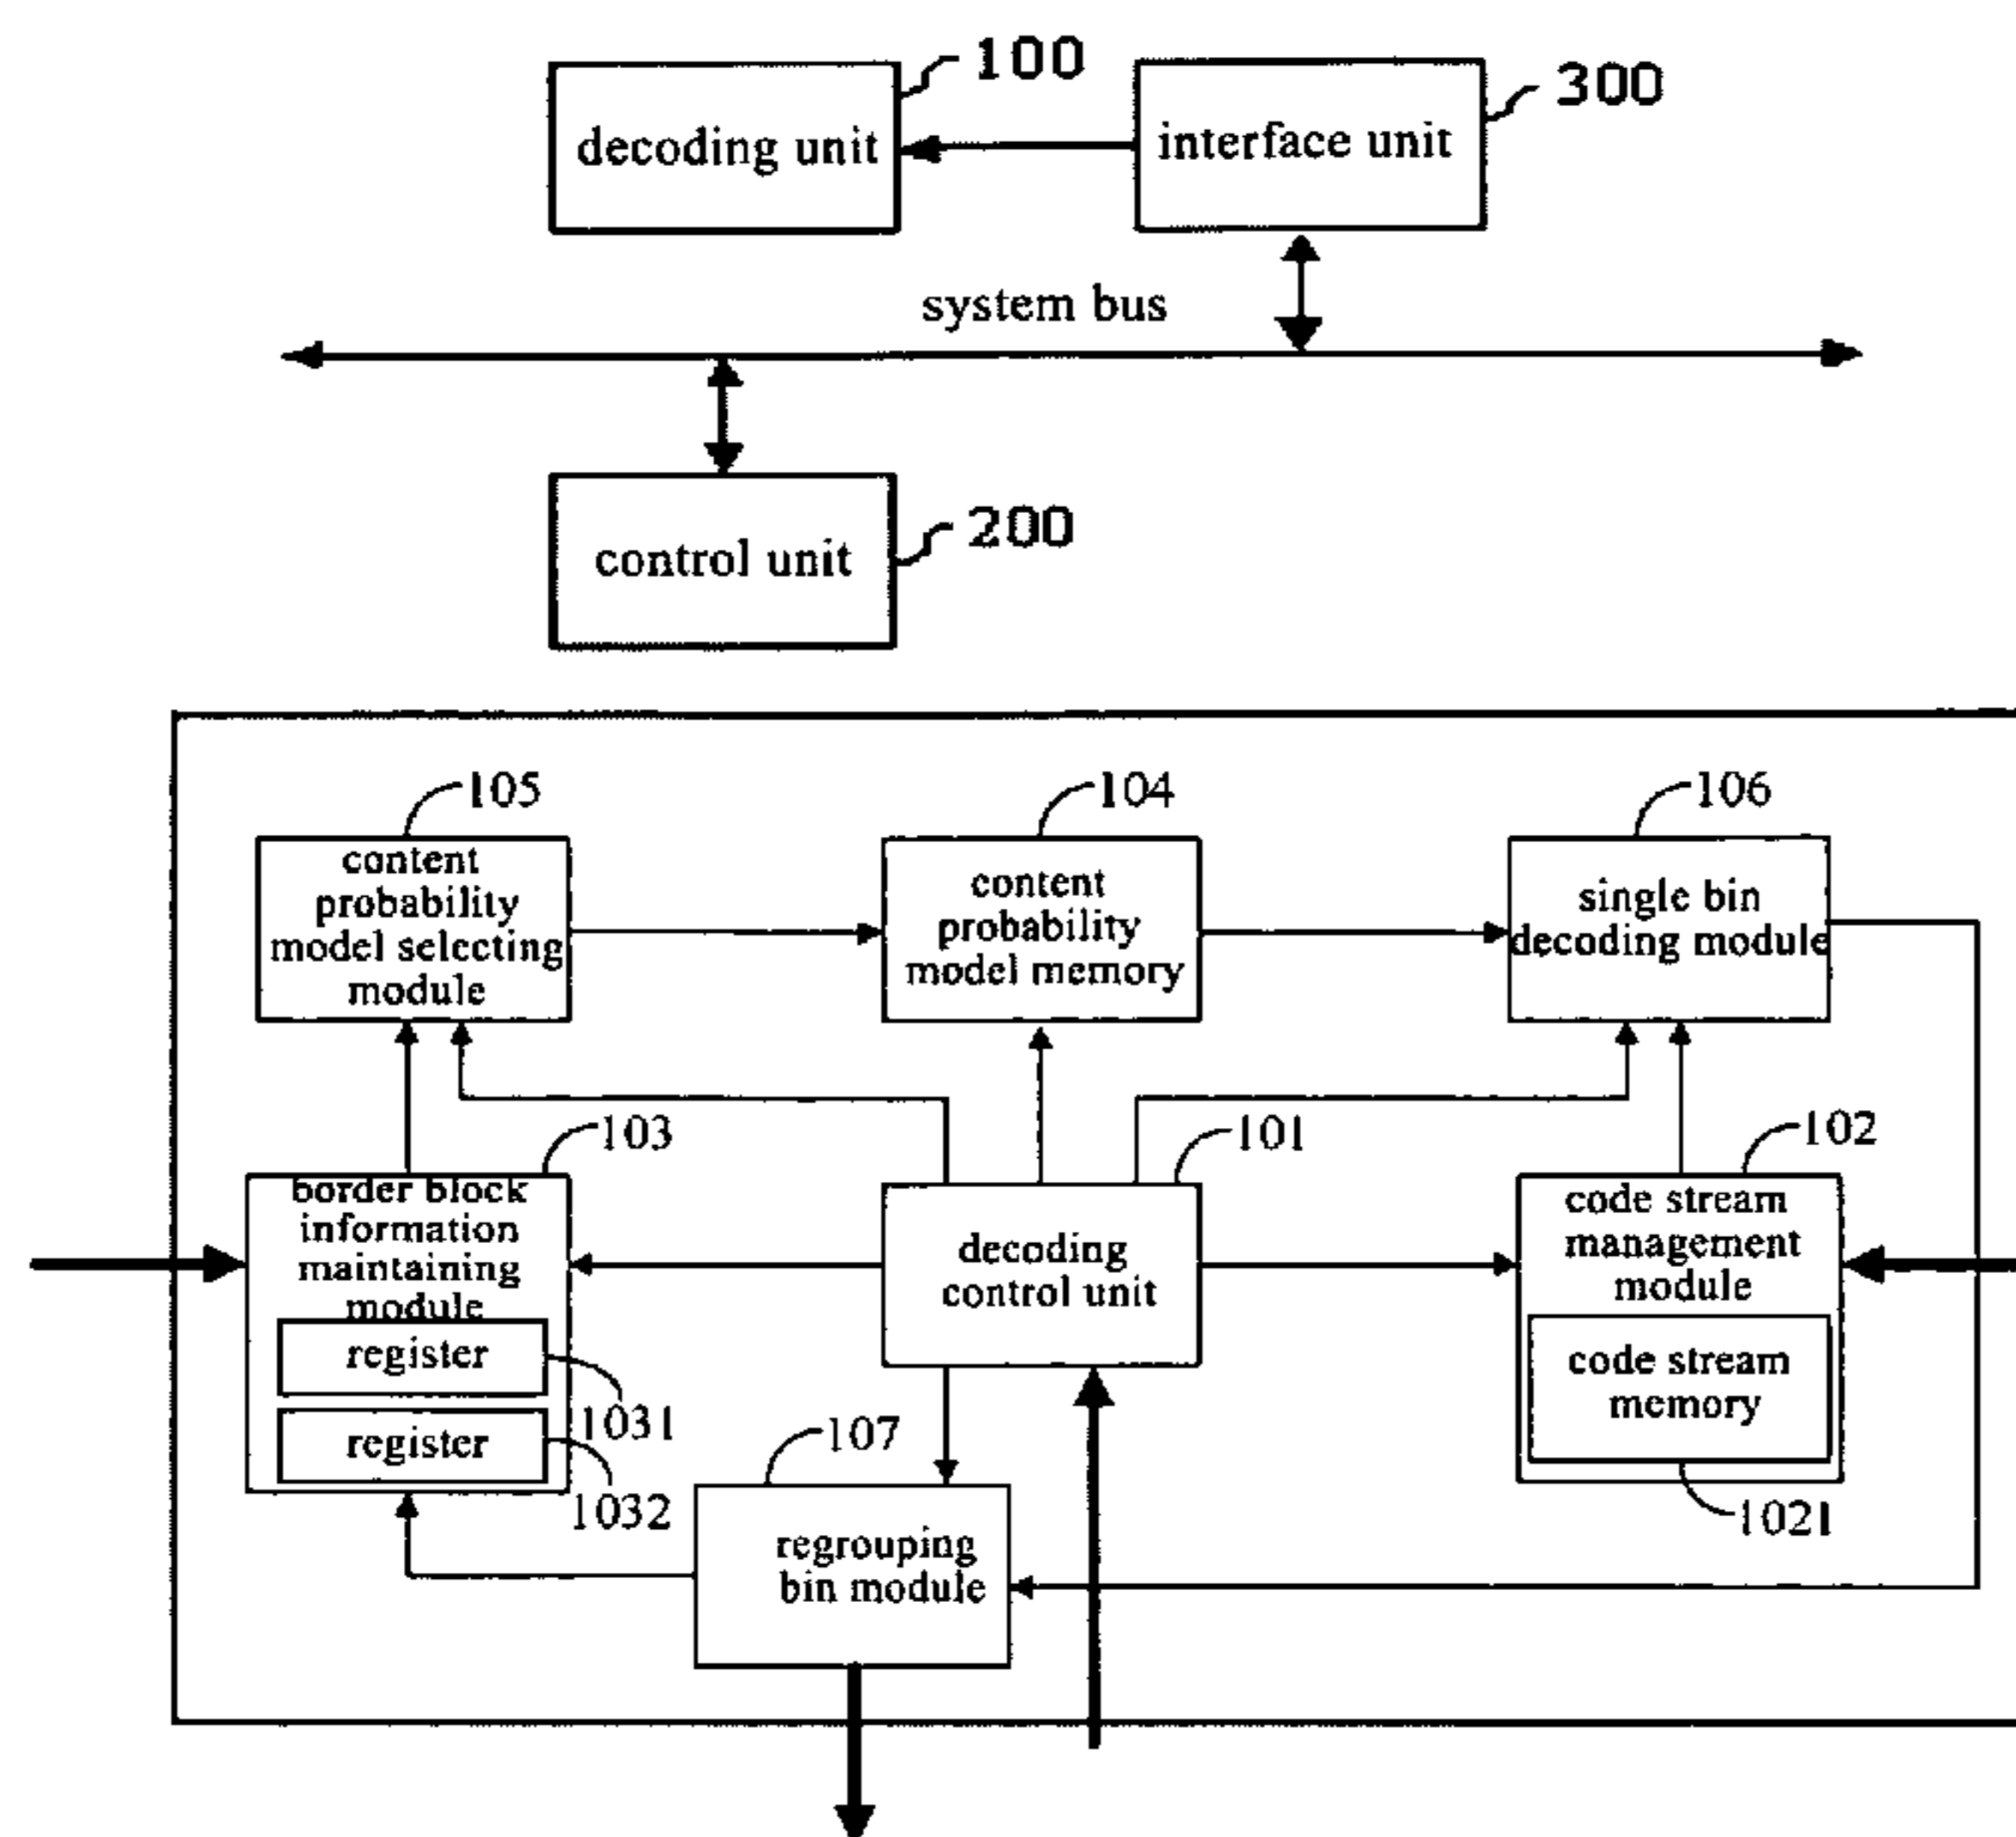 100
300
decoding unit
interface unit
system bus
200
control unit
105
104
106
content
probability
model selecting
module
content
probability
model memory
single bin
decoding module
103
101
102
border block
information
maintaining
module
register
1031
register
1032
decoding
control unit
code stream
management
module
code stream
memory
1021
107
regrouping
bin module